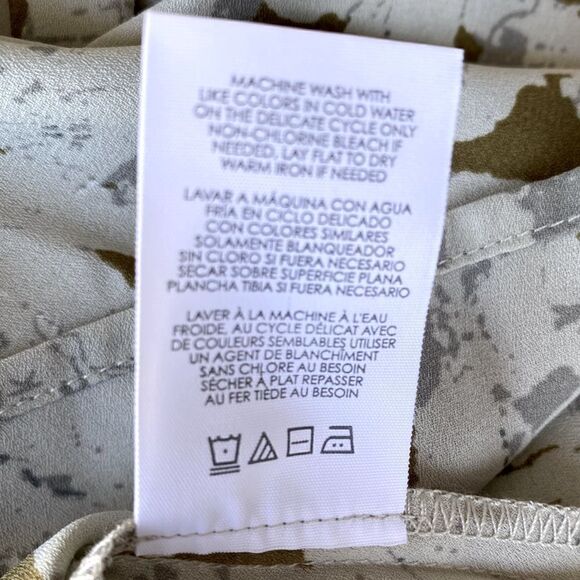 MACHINE WASH WITH
LIKE COLORS IN COLD WATER
ON THE DELICATE CYCLE ONLY
NON-CHLORINE BLEACH IF
NEEDED, LAY FLAT TO DRY
WARM IRON IF NEEDED
LAVAR A MÁQUINA CON AGUA
FRÍA EN CICLO DELICADO
CON COLORES SIMILARES
SOLAMENTE BLANQUEADOR
SIN CLORO SI FUERA NECESARIO
SECAR SOBRE SUPERFICIE PLANA
PLANCHA TIBIA SI FUERA NECESARIO
LAVER À LA MACHINE À L'EAU
FROIDE, AU CYCLE DÉLICAT AVEC
DE COULEURS SEMBLABLES UTILISER
UN AGENT DE BLANCHÎMENT
SANS CHLORE AU BESOIN
SÉCHER À PLAT REPASSER
AU FER TIÈDE AU BESOIN